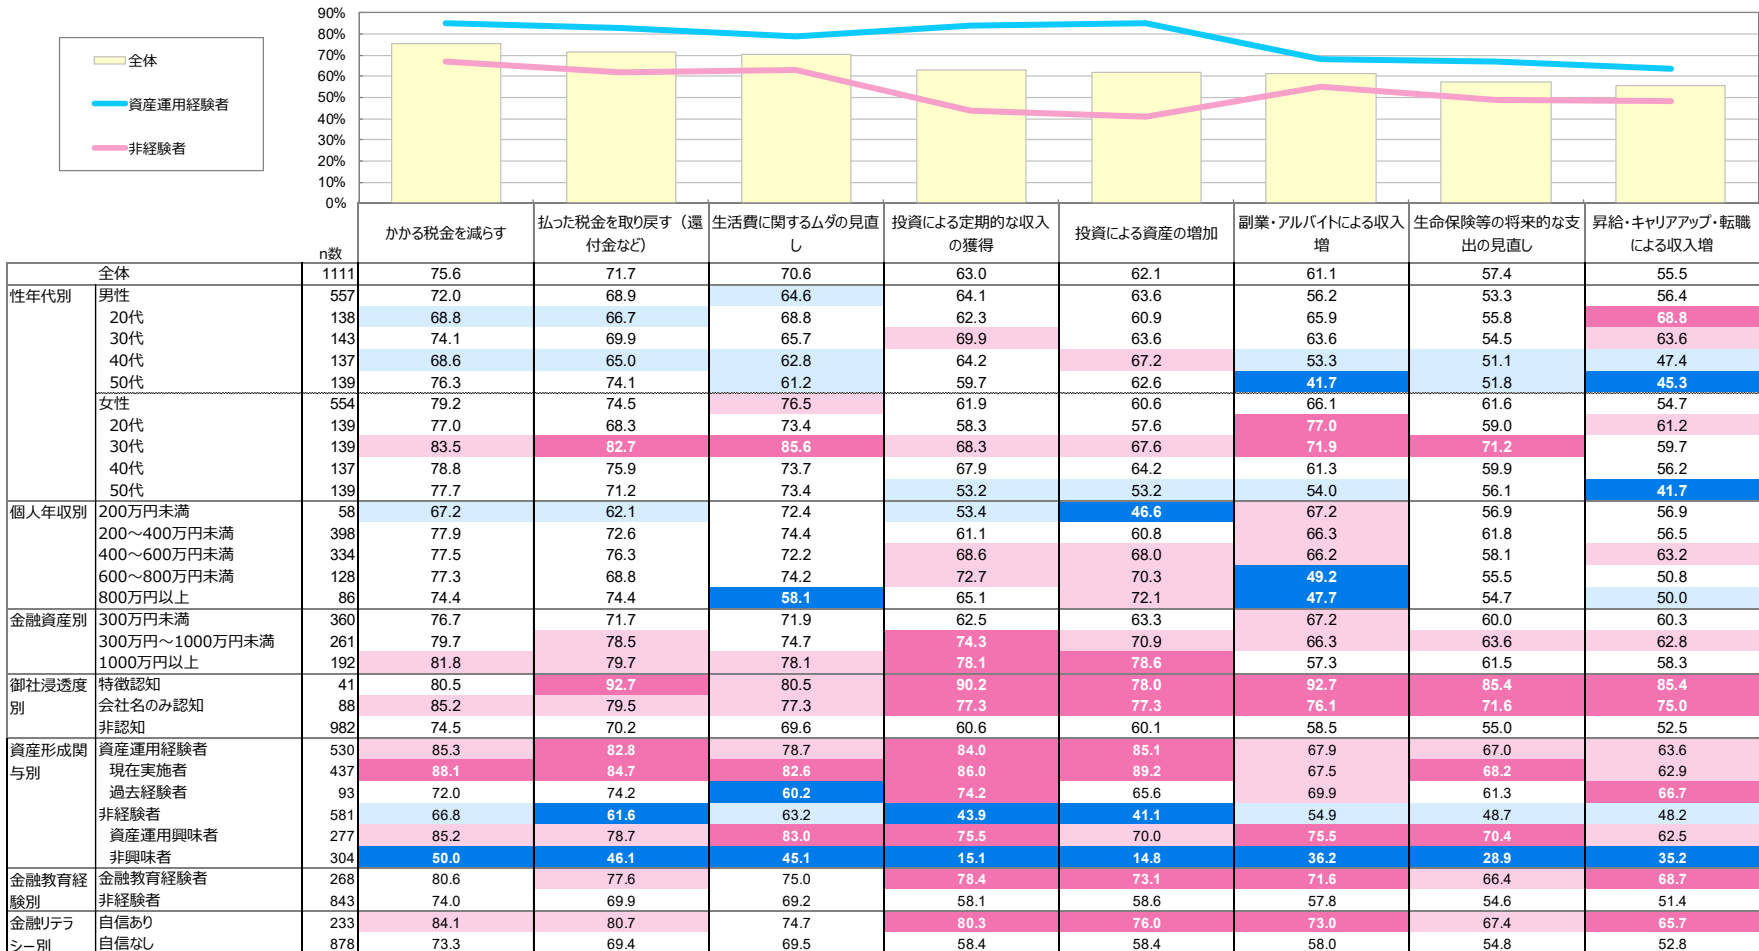 90%
80%
70%
60%
50%
40%
30%
20%
10%
0%
全体
資産運用経験者
非経験者
n数
かかる税金を減らす
払った税金を取り戻す（還付金など）
生活費に関するムダの見直し
投資による定期的な収入の獲得
投資による資産の増加
副業・アルバイトによる収入増
生命保険等の将来的な支出の見直し
昇給・キャリアアップ・転職による収入増
全体 1111 75.6 71.7 70.6 63.0 62.1 61.1 57.4 55.5
性年代別 男性 557 72.0 68.9 64.6 64.1 63.6 56.2 53.3 56.4
20代 138 68.8 66.7 68.8 62.3 60.9 65.9 55.8 68.8
30代 143 74.1 69.9 65.7 69.9 63.6 63.6 54.5 63.6
40代 137 68.6 65.0 62.8 64.2 67.2 53.3 51.1 47.4
50代 139 76.3 74.1 61.2 59.7 62.6 41.7 51.8 45.3
女性 554 79.2 74.5 76.5 61.9 60.6 66.1 61.6 54.7
20代 139 77.0 68.3 73.4 58.3 57.6 77.0 59.0 61.2
30代 139 83.5 82.7 85.6 68.3 67.6 71.9 71.2 59.7
40代 137 78.8 75.9 73.7 67.9 64.2 61.3 59.9 56.2
50代 139 77.7 71.2 73.4 53.2 53.2 54.0 56.1 41.7
個人年収別 200万円未満 58 67.2 62.1 72.4 53.4 46.6 67.2 56.9 56.9
200～400万円未満 398 77.9 72.6 74.4 61.1 60.8 66.3 61.8 56.5
400～600万円未満 334 77.5 76.3 72.2 68.6 68.0 66.2 58.1 63.2
600～800万円未満 128 77.3 68.8 74.2 72.7 70.3 49.2 55.5 50.8
800万円以上 86 74.4 74.4 58.1 65.1 72.1 47.7 54.7 50.0
金融資産別 300万円未満 360 76.7 71.7 71.9 62.5 63.3 67.2 60.0 60.3
300万円～1000万円未満 261 79.7 78.5 74.7 74.3 70.9 66.3 63.6 62.8
1000万円以上 192 81.8 79.7 78.1 78.1 78.6 57.3 61.5 58.3
御社浸透度別 特徴認知 41 80.5 92.7 80.5 90.2 78.0 92.7 85.4 85.4
会社名のみ認知 88 85.2 79.5 77.3 77.3 77.3 76.1 71.6 75.0
非認知 982 74.5 70.2 69.6 60.6 60.1 58.5 55.0 52.5
資産形成関与別 資産運用経験者 530 85.3 82.8 78.7 84.0 85.1 67.9 67.0 63.6
現在実施者 437 88.1 84.7 82.6 86.0 89.2 67.5 68.2 62.9
過去経験者 93 72.0 74.2 60.2 74.2 65.6 69.9 61.3 66.7
非経験者 581 66.8 61.6 63.2 43.9 41.1 54.9 48.7 48.2
資産運用興味者 277 85.2 78.7 83.0 75.5 70.0 75.5 70.4 62.5
非興味者 304 50.0 46.1 45.1 15.1 14.8 36.2 28.9 35.2
金融教育経験別 金融教育経験者 268 80.6 77.6 75.0 78.4 73.1 71.6 66.4 68.7
非経験者 843 74.0 69.9 69.2 58.1 58.6 57.8 54.6 51.4
金融リテラシー別 自信あり 233 84.1 80.7 74.7 80.3 76.0 73.0 67.4 65.7
自信なし 878 73.3 69.4 69.5 58.4 58.4 58.0 54.8 52.8